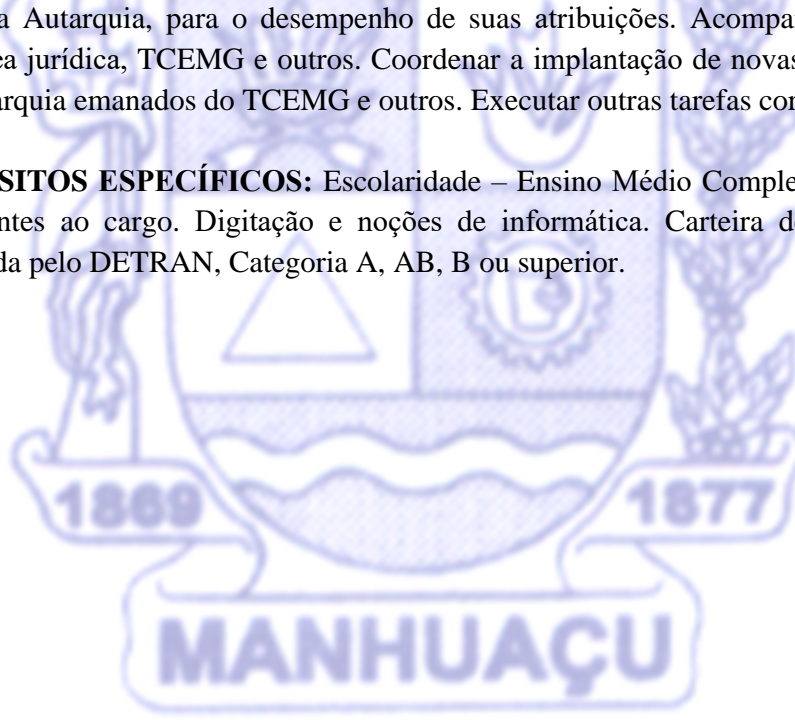 a Autarquia, para o desempenho de suas atribuições. Acompa
ea jurídica, TCEMG e outros. Coordenar a implantação de novas
arquia emanados do TCEMG e outros. Executar outras tarefas cor
SITOS ESPECÍFICOS: Escolaridade – Ensino Médio Comple
ntes ao cargo. Digitação e noções de informática. Carteira d
da pelo DETRAN, Categoria A, AB, B ou superior.
1869
1877
MANHUAÇU